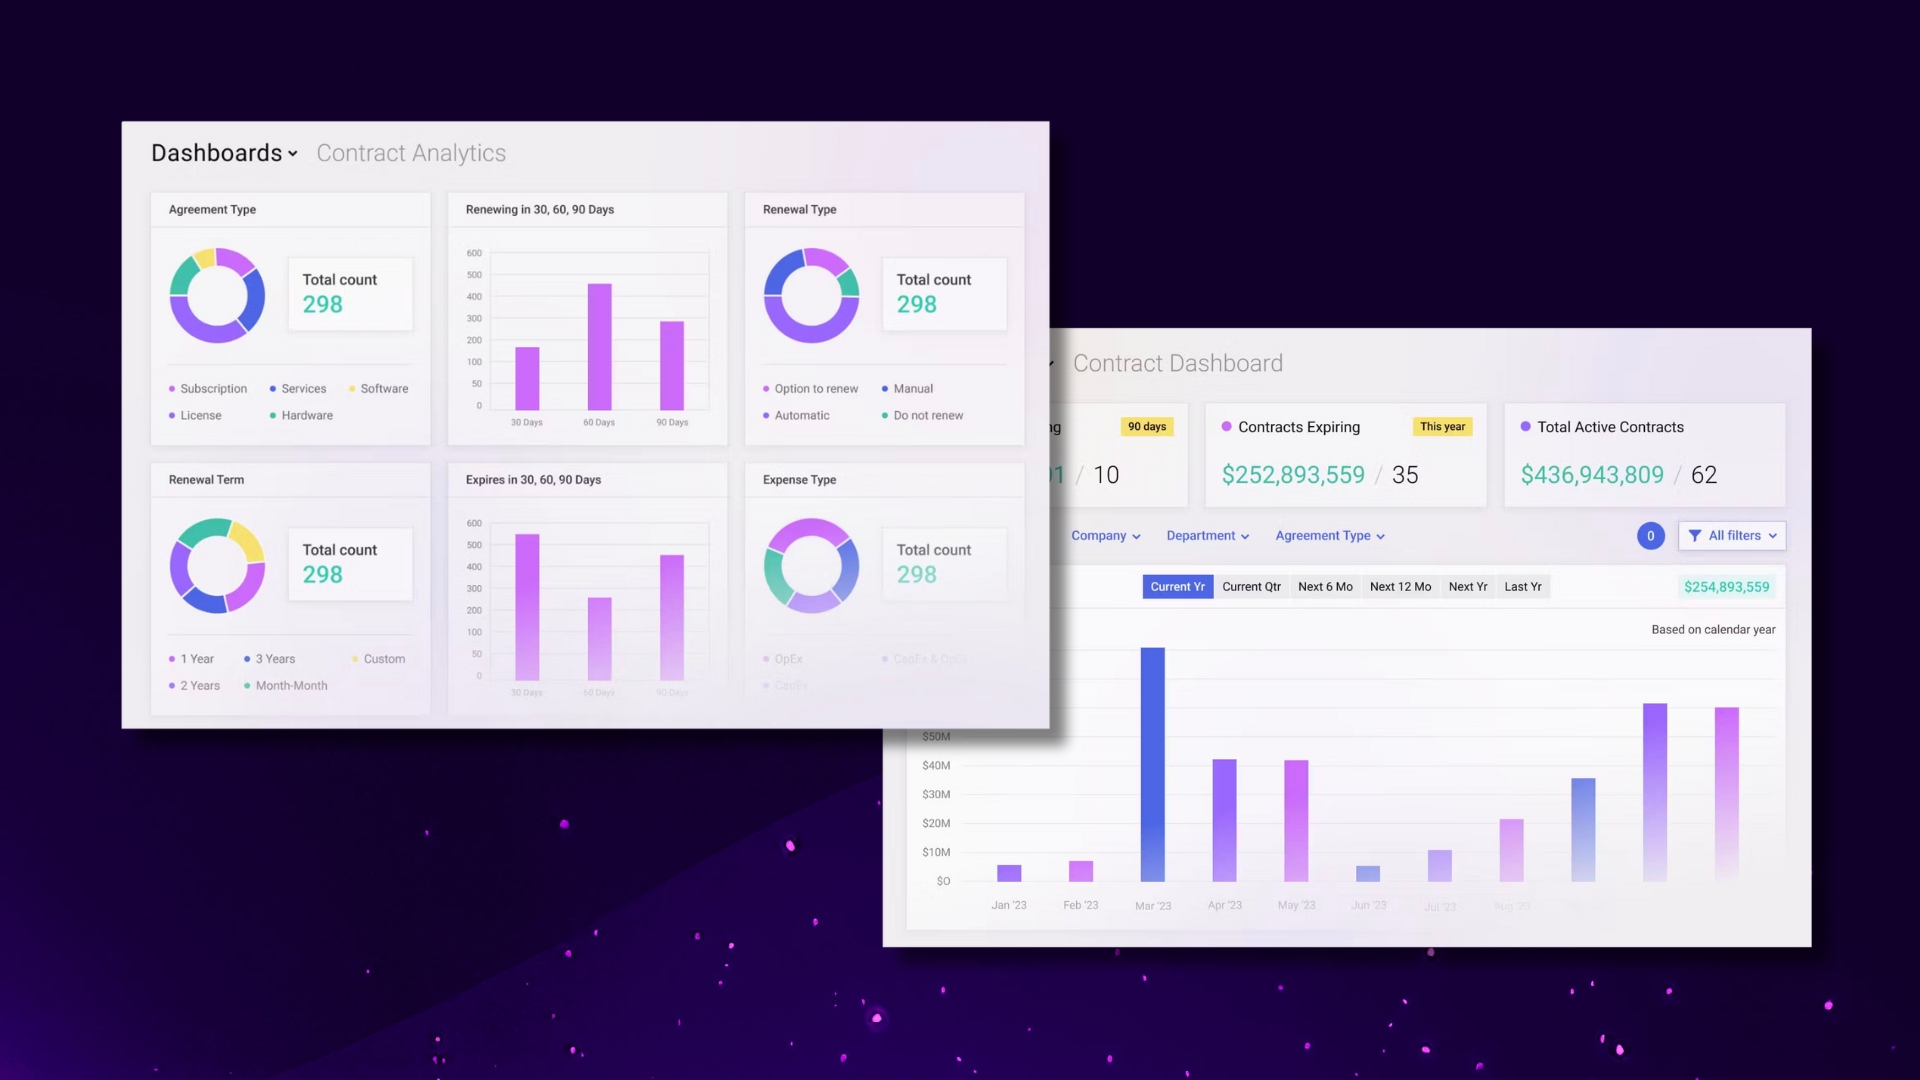 Dashboards Contract Analytics
Agreement Type
Total count
298
Subscription Services Software
License Hardware
Renewing in 30, 60, 90 Days
600
500
400
300
200
100
50
0
30 Days 60 Days 90 Days
Renewal Type
Total count
298
Option to renew Manual
Automatic Do not renew
Renewal Term
Total count
298
1 Year 3 Years Custom
2 Years Month-Month
Expires in 30, 60, 90 Days
600
500
400
300
200
100
50
0
30 Days 60 Days 90 Days
Expense Type
Total count
298
OpEx CapEx & OpEx
CapEx
Contract Dashboard
90 days
/ 10
Contracts Expiring This year
$252,893,559 / 35
Total Active Contracts
$436,943,809 / 62
Company Department Agreement Type 0 All filters
Current Yr Current Qtr Next 6 Mo Next 12 Mo Next Yr Last Yr $254,893,559
Based on calendar year
$50M
$40M
$30M
$20M
$10M
$0
Jan '23 Feb '23 Mar '23 Apr '23 May '23 Jun '23 Jul '23 Aug '23